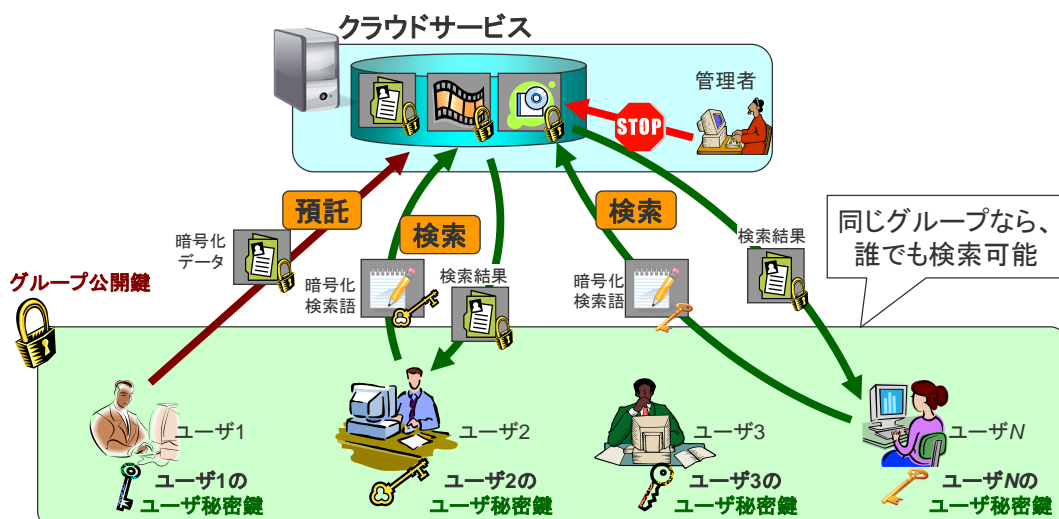 クラウドサービス
管理者
STOP
預託
検索
検索
暗号化
データ
暗号化
検索語
検索結果
暗号化
検索語
検索結果
同じグループなら、
誰でも検索可能
グループ公開鍵
ユーザ1
ユーザ2
ユーザ3
ユーザN
ユーザ1の
ユーザ秘密鍵
ユーザ2の
ユーザ秘密鍵
ユーザ3の
ユーザ秘密鍵
ユーザNの
ユーザ秘密鍵